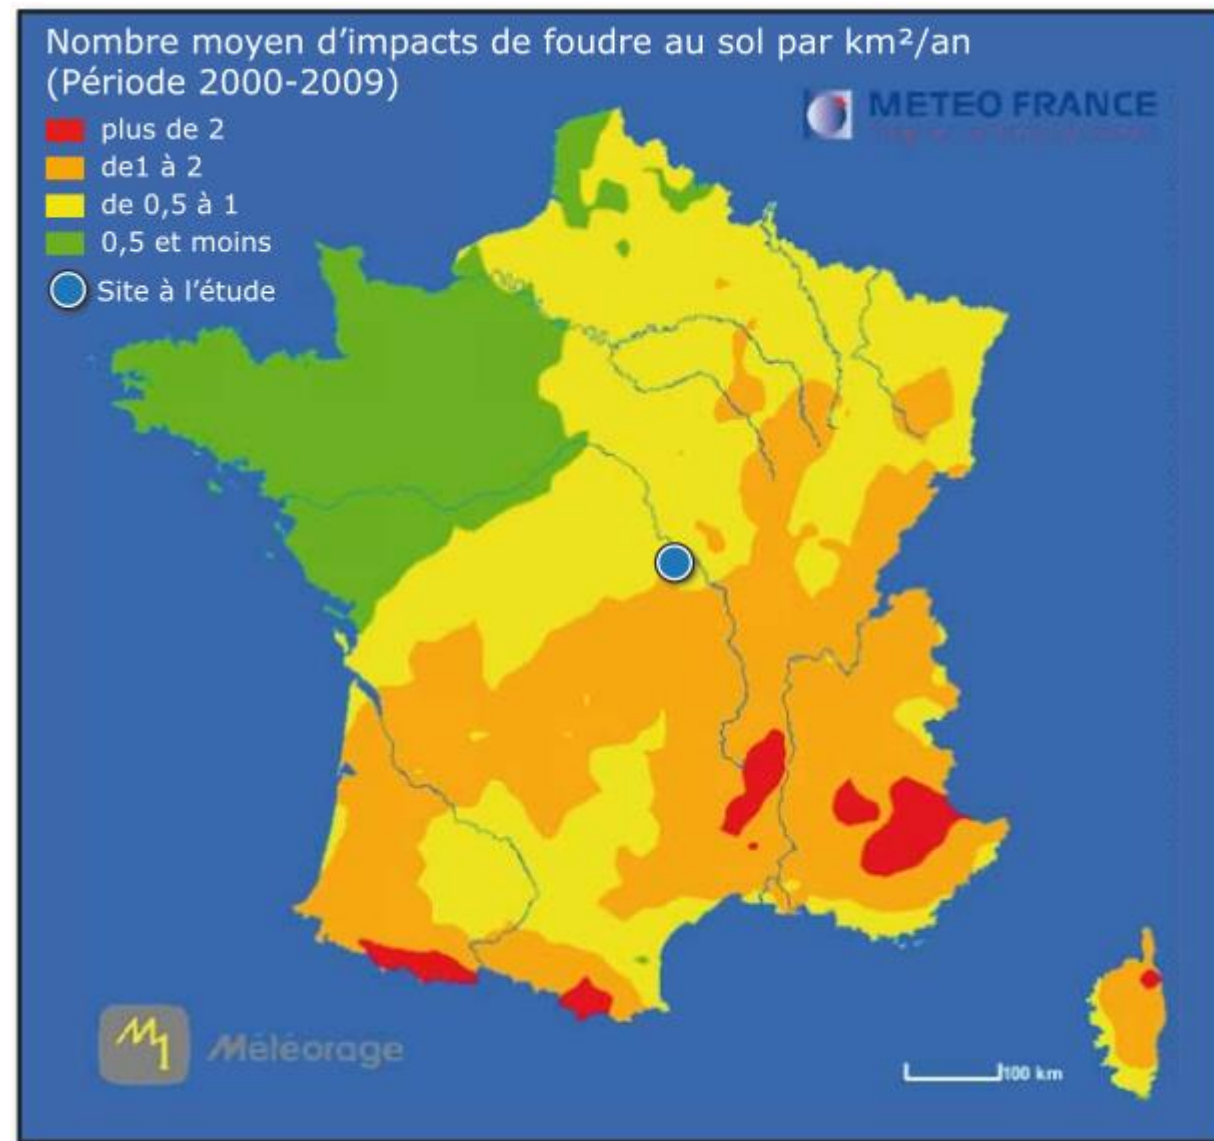 Nombre moyen d’impacts de foudre au sol par km²/an
(Période 2000-2009)
METEO FRANCE
plus de 2
de1 à 2
de 0,5 à 1
0,5 et moins
Site à l’étude
Météorage
100 km